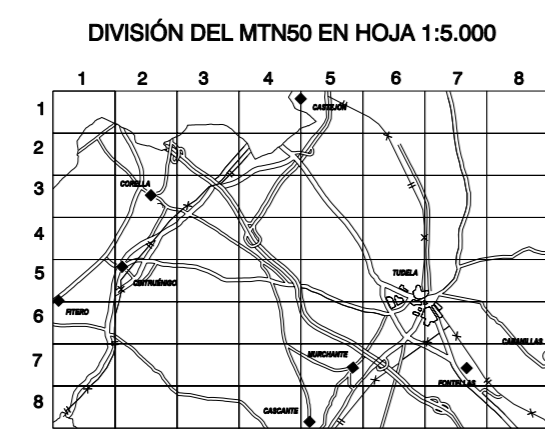 DIVISIÓN DEL MTN50 EN HOJA 1:5.000
1 2 3 4 5 6 7 8
1
CASTEJÓN
2
3
CORELLA
4
5
TUDELA
CINTRUÉNIGO
6
FITERO
CABANILLAS
7
MURCHANTE
FONTELLAS
8
CASCANTE